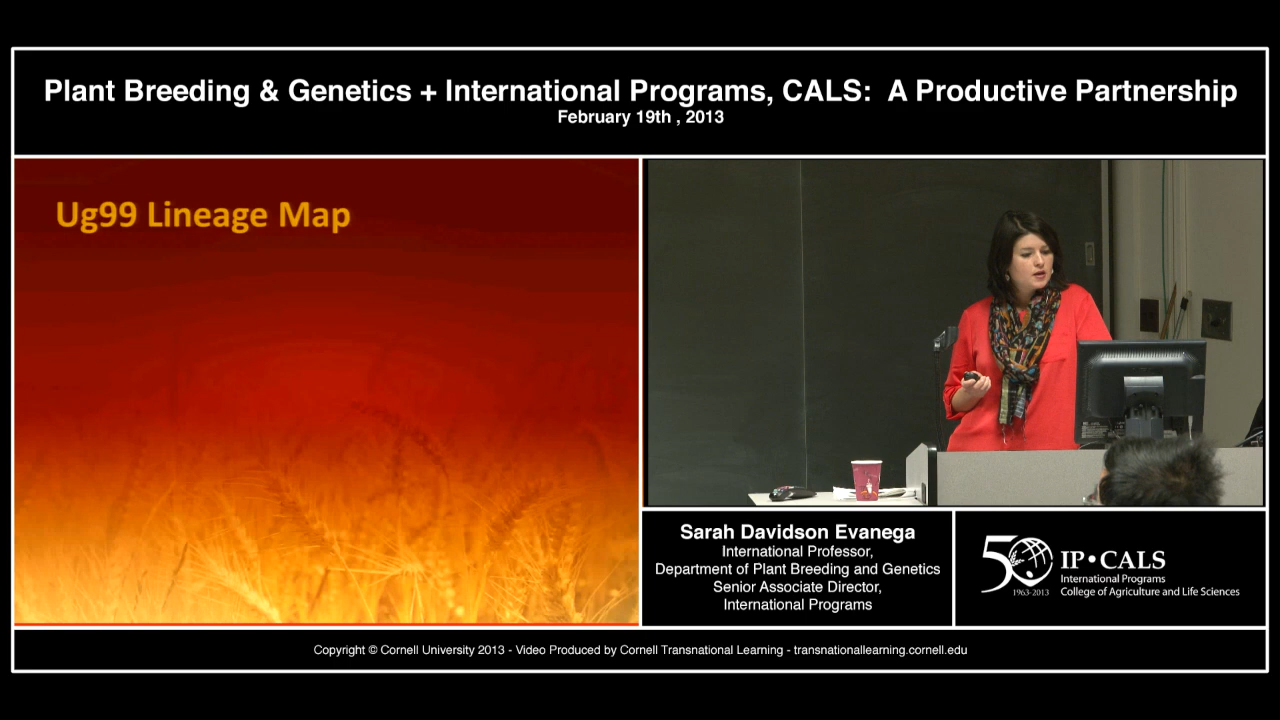 Plant Breeding & Genetics + International Programs, CALS: A Productive Partnership
February 19th , 2013
Ug99 Lineage Map
Sarah Davidson Evanega
International Professor,
Department of Plant Breeding and Genetics
Senior Associate Director,
International Programs
50
1963-2013
IP•CALS
International Programs
College of Agriculture and Life Sciences
Copyright © Cornell University 2013 - Video Produced by Cornell Transnational Learning - transnationallearning.cornell.edu